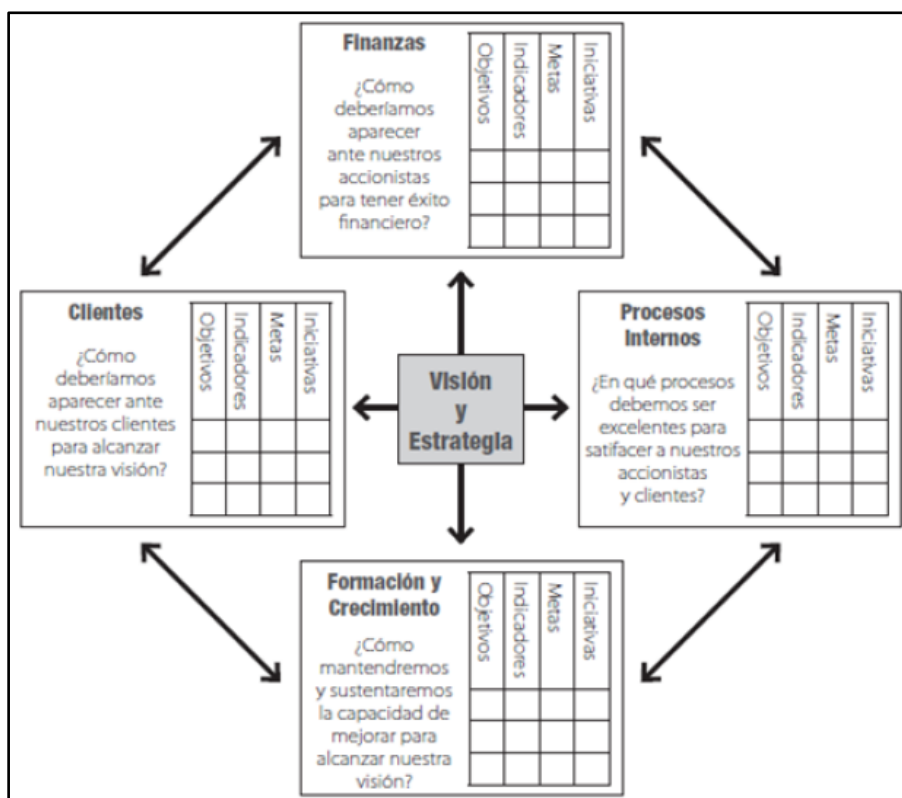 Finanzas
¿Cómo
deberíamos
aparecer
ante nuestros
accionistas
para tener éxito
financiero?
Objetivos
Indicadores
Metas
Iniciativas
Clientes
¿Cómo
deberíamos
aparecer ante
nuestros clientes
para alcanzar
nuestra visión?
Objetivos
Indicadores
Metas
Iniciativas
Visión
y
Estrategia
Procesos
Internos
¿En qué procesos
debemos ser
excelentes para
satifacer a nuestros
accionistas
y clientes?
Objetivos
Indicadores
Metas
Iniciativas
Formación y
Crecimiento
¿Cómo
mantendremos
y sustentaremos
la capacidad de
mejorar para
alcanzar nuestra
visión?
Objetivos
Indicadores
Metas
Iniciativas